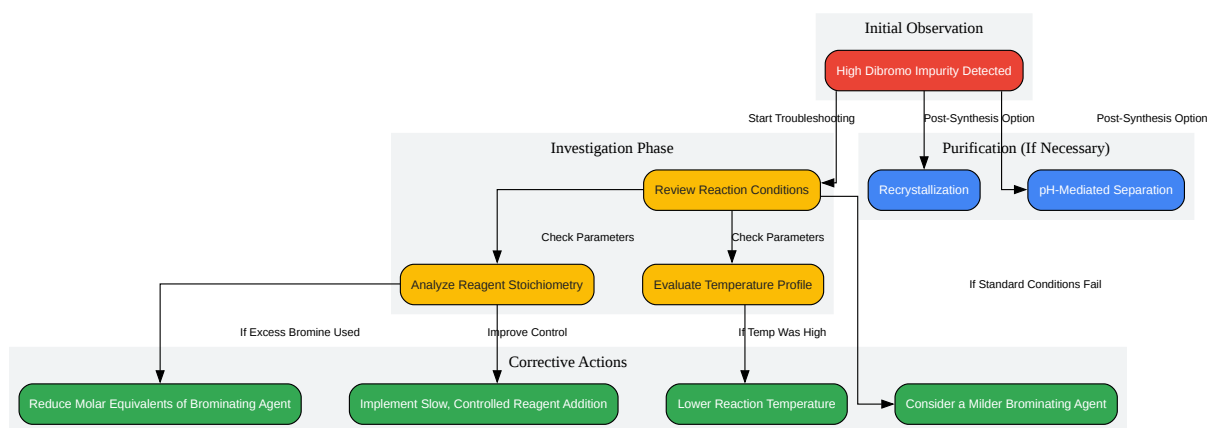 Initial Observation
High Dibromo Impurity Detected
Start Troubleshooting
Post-Synthesis Option
Post-Synthesis Option
Investigation Phase
Purification (If Necessary)
Review Reaction Conditions
Recrystallization
pH-Mediated Separation
Check Parameters
Check Parameters
Analyze Reagent Stoichiometry
Evaluate Temperature Profile
If Standard Conditions Fail
If Excess Bromine Used
Improve Control
If Temp Was High
Corrective Actions
Reduce Molar Equivalents of Brominating Agent
Implement Slow, Controlled Reagent Addition
Lower Reaction Temperature
Consider a Milder Brominating Agent